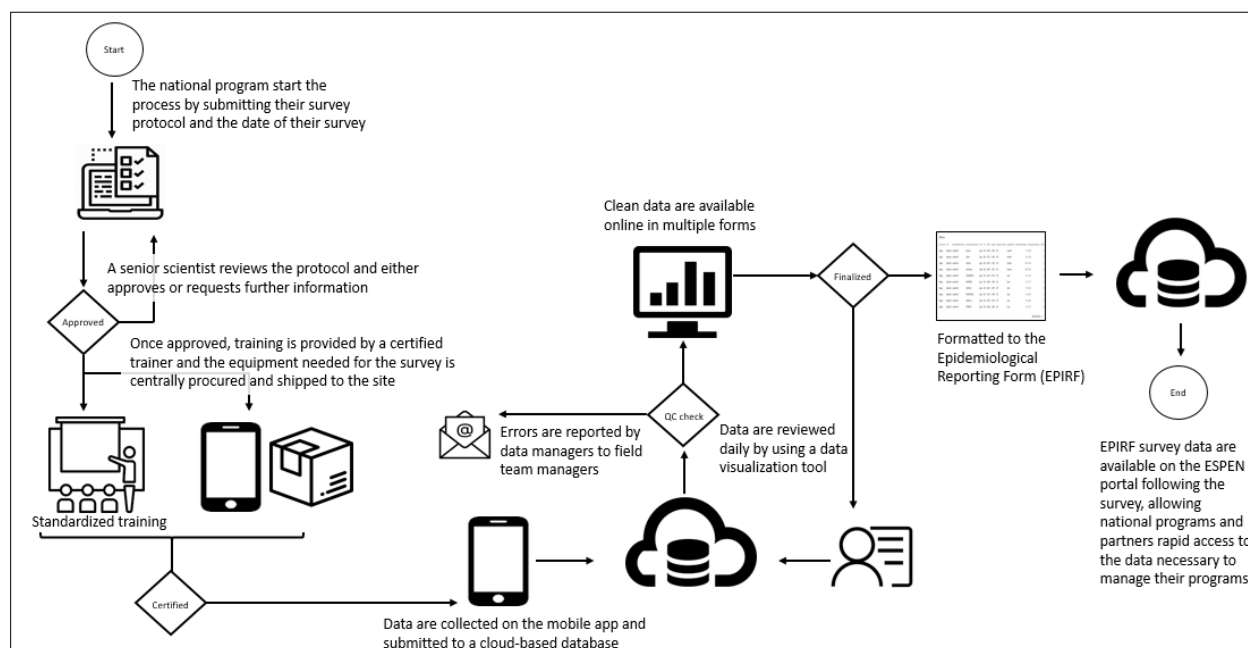 Start
The national program start the
process by submitting their survey
protocol and the date of their survey
A senior scientist reviews the protocol and either
approves or requests further information
Approved
Once approved, training is provided by a certified
trainer and the equipment needed for the survey is
centrally procured and shipped to the site
Standardized training
Certified
Data are collected on the mobile app and
submitted to a cloud-based database
@
Errors are reported by
data managers to field
team managers
QC check
Data are reviewed
daily by using a data
visualization tool
Clean data are available
online in multiple forms
Finalized
Formatted to the
Epidemiological
Reporting Form (EPIRF)
End
EPIRF survey data are
available on the ESPEN
portal following the
survey, allowing
national programs and
partners rapid access to
the data necessary to
manage their programs